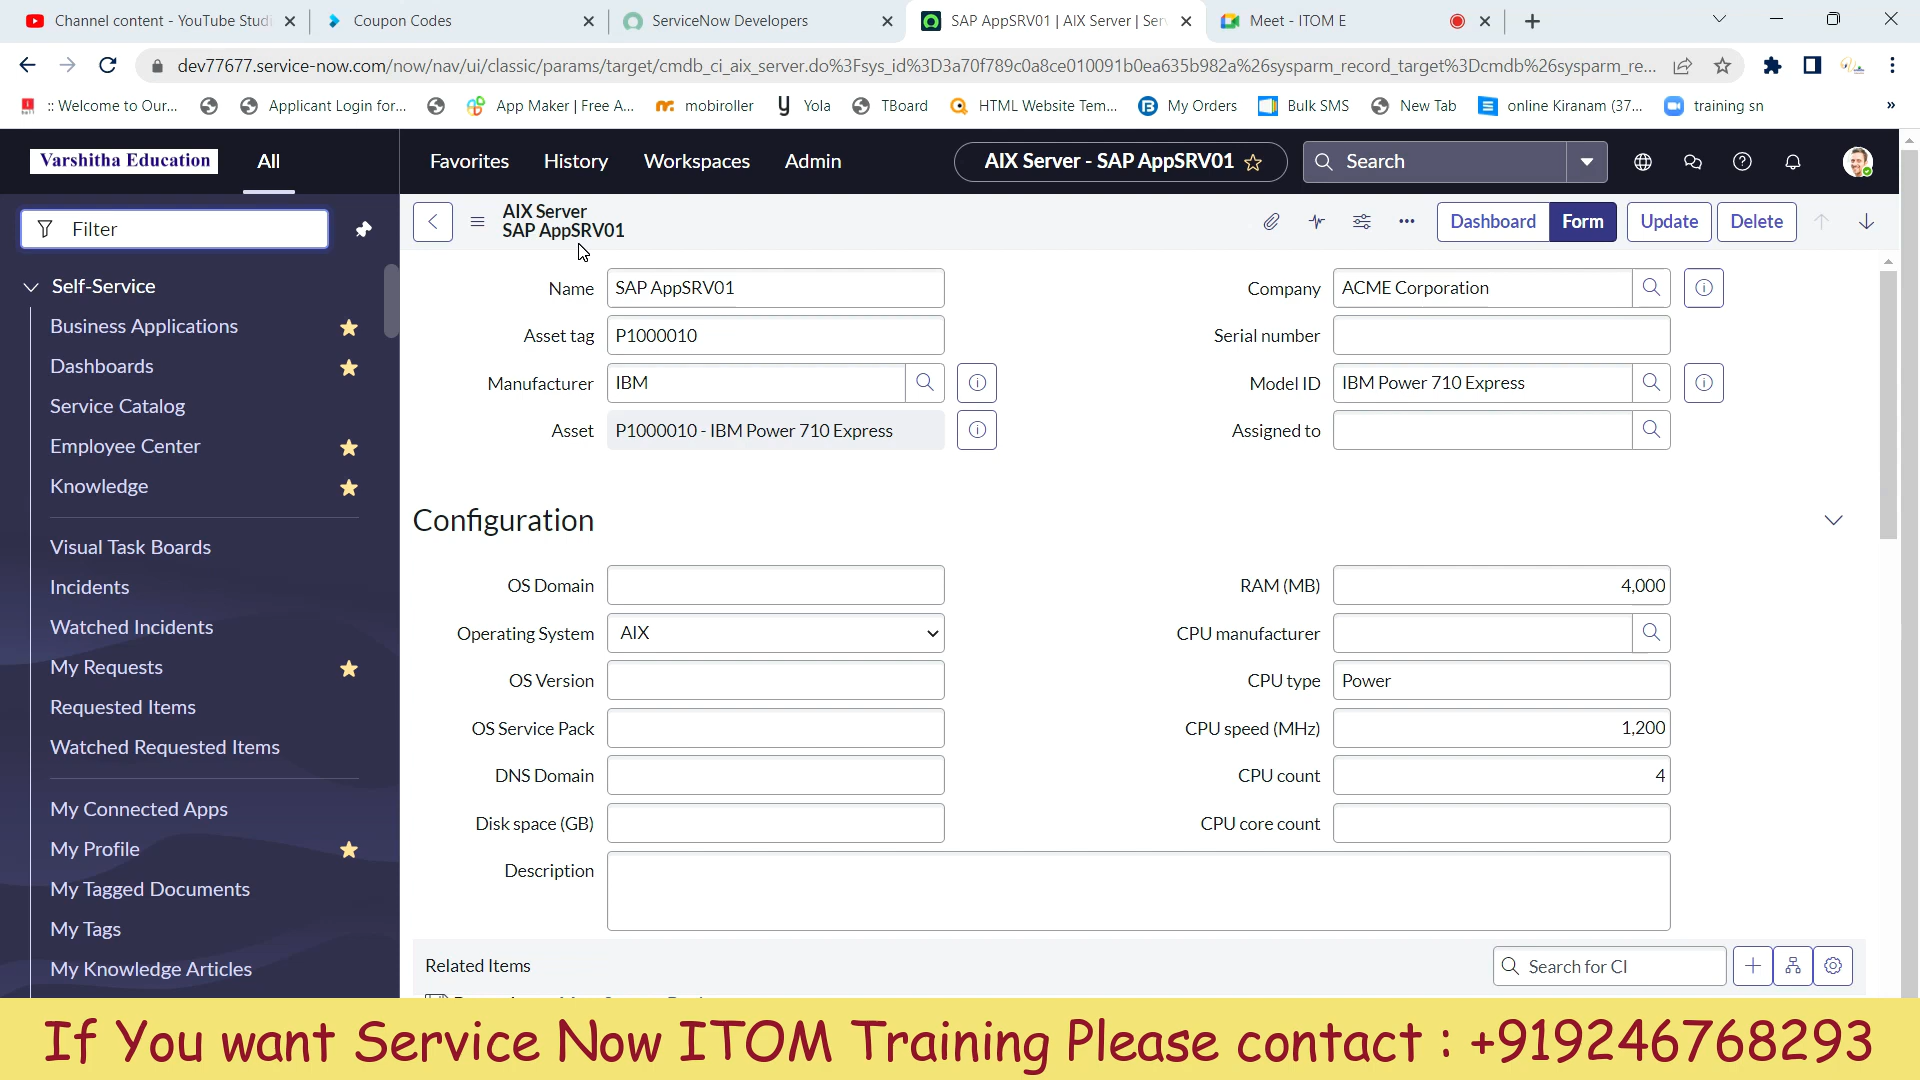 Channel content - YouTube Studi
Coupon Codes
ServiceNow Developers
SAP AppSRV01 | AIX Server | Ser
Meet - ITOM E
dev77677.service-now.com/now/nav/ui/classic/params/target/cmdb_ci_aix_server.do%3Fsys_id%3D3a70f789c0a8ce010091b0ea635b982a%26sysparm_record_target%3Dcmdb%26sysparm_re...
:: Welcome to Our...
Applicant Login for...
App Maker | Free A...
mobiroller
Yola
TBoard
HTML Website Tem...
My Orders
Bulk SMS
New Tab
online Kiranam (37...
training sn
»
Varshitha Education
All
Favorites
History
Workspaces
Admin
AIX Server - SAP AppSRV01
Search
Filter
AIX Server
SAP AppSRV01
Dashboard
Form
Update
Delete
Self-Service
Business Applications
Dashboards
Service Catalog
Employee Center
Knowledge
Visual Task Boards
Incidents
Watched Incidents
My Requests
Requested Items
Watched Requested Items
My Connected Apps
My Profile
My Tagged Documents
My Tags
My Knowledge Articles
Name SAP AppSRV01
Asset tag P1000010
Manufacturer IBM
Asset P1000010 - IBM Power 710 Express
Company ACME Corporation
Serial number
Model ID IBM Power 710 Express
Assigned to
Configuration
OS Domain
Operating System AIX
OS Version
OS Service Pack
DNS Domain
Disk space (GB)
Description
RAM (MB) 4,000
CPU manufacturer
CPU type Power
CPU speed (MHz) 1,200
CPU count 4
CPU core count
Related Items
Search for CI
If You want Service Now ITOM Training Please contact : +919246768293